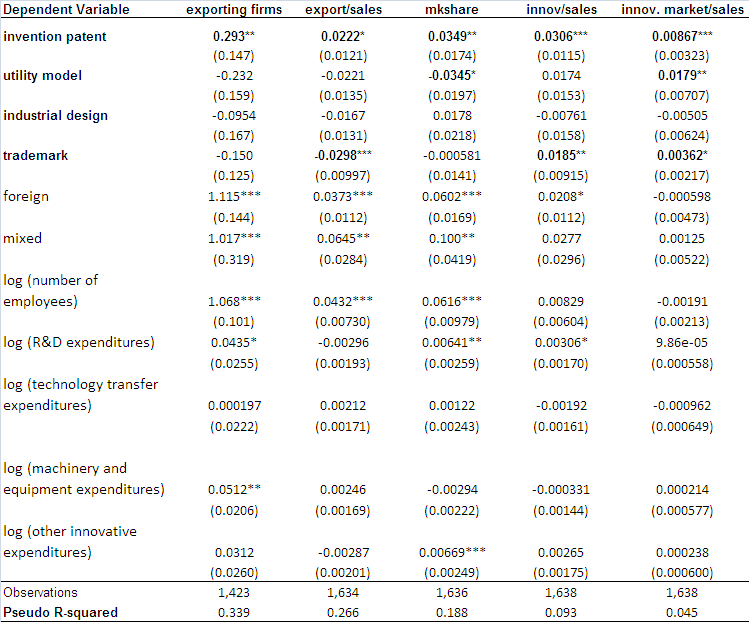 Dependent Variable exporting firms export/sales mkshare innov/sales innov. market/sales
invention patent 0.293** 0.0222* 0.0349** 0.0306*** 0.00867***
(0.147) (0.0121) (0.0174) (0.0115) (0.00323)
utility model -0.232 -0.0221 -0.0345* 0.0174 0.0179**
(0.159) (0.0135) (0.0197) (0.0153) (0.00707)
industrial design -0.0954 -0.0167 0.0178 -0.00761 -0.00505
(0.167) (0.0131) (0.0218) (0.0158) (0.00624)
trademark -0.150 -0.0298*** -0.000581 0.0185** 0.00362*
(0.125) (0.00997) (0.0141) (0.00915) (0.00217)
foreign 1.115*** 0.0373*** 0.0602*** 0.0208* -0.000598
(0.144) (0.0112) (0.0169) (0.0112) (0.00473)
mixed 1.017*** 0.0645** 0.100** 0.0277 0.00125
(0.319) (0.0284) (0.0419) (0.0296) (0.00522)
log (number of
employees) 1.068*** 0.0432*** 0.0616*** 0.00829 -0.00191
(0.101) (0.00730) (0.00979) (0.00604) (0.00213)
log (R&D expenditures) 0.0435* -0.00296 0.00641** 0.00306* 9.86e-05
(0.0255) (0.00193) (0.00259) (0.00170) (0.000558)
log (technology transfer
expenditures) 0.000197 0.00212 0.00122 -0.00192 -0.000962
(0.0222) (0.00171) (0.00243) (0.00161) (0.000649)
log (machinery and
equipment expenditures) 0.0512** 0.00246 -0.00294 -0.000331 0.000214
(0.0206) (0.00169) (0.00222) (0.00144) (0.000577)
log (other innovative
expenditures) 0.0312 -0.00287 0.00669*** 0.00265 0.000238
(0.0260) (0.00201) (0.00249) (0.00175) (0.000600)
Observations 1,423 1,634 1,636 1,638 1,638
Pseudo R-squared 0.339 0.266 0.188 0.093 0.045